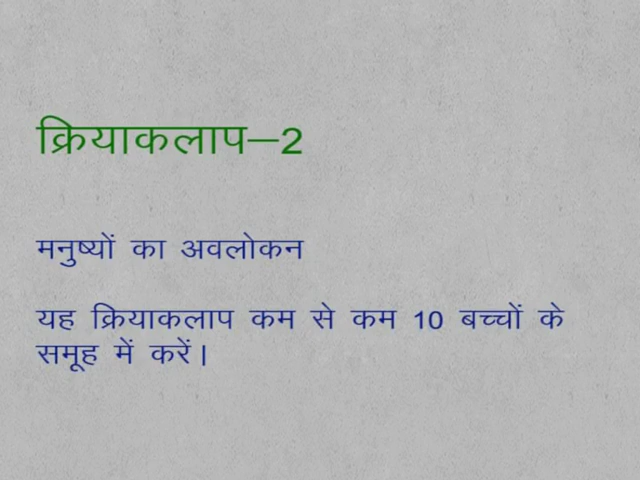 क्रियाकलाप–2
मनुष्यों का अवलोकन
यह क्रियाकलाप कम से कम 10 बच्चों के
समूह में करें।